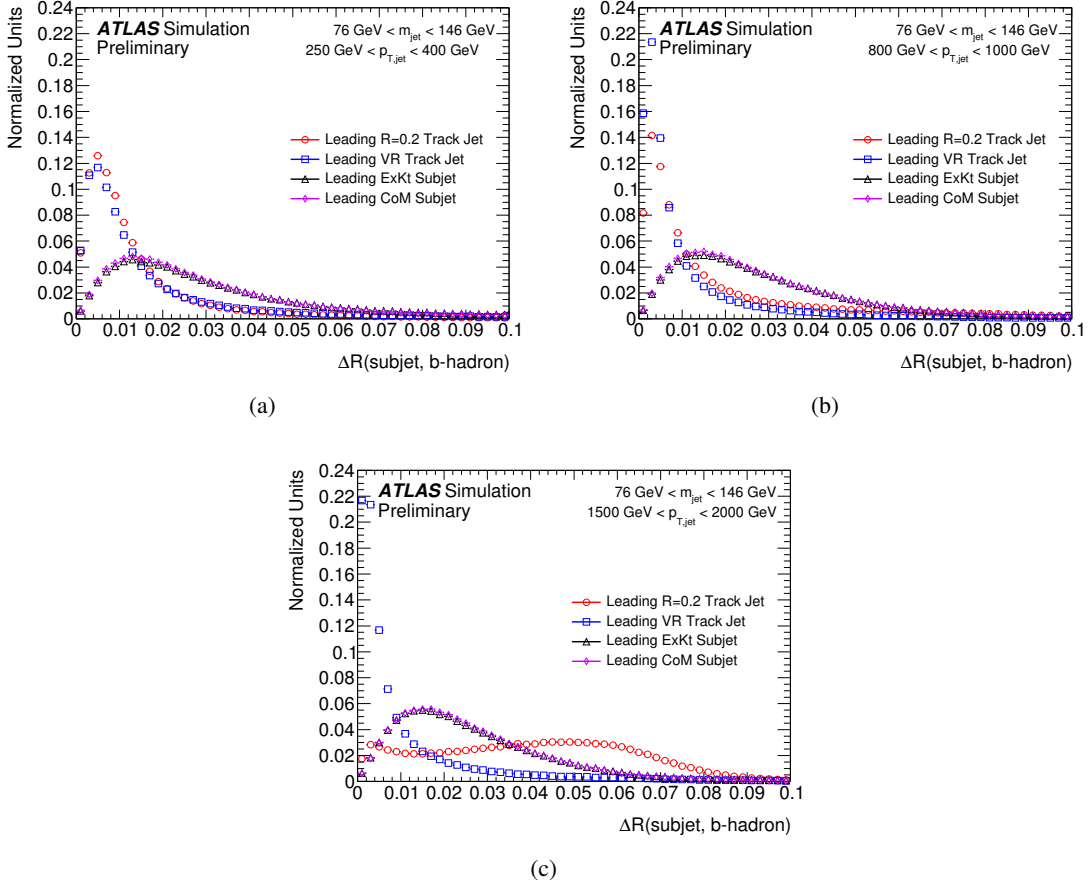 Normalized Units
0.24
0.22
0.2
0.18
0.16
0.14
0.12
0.1
0.08
0.06
0.04
0.02
0
ATLAS Simulation
Preliminary
76 GeV < m_jet < 146 GeV
250 GeV < p_T,jet < 400 GeV
Leading R=0.2 Track Jet
Leading VR Track Jet
Leading ExKt Subjet
Leading CoM Subjet
0 0.01 0.02 0.03 0.04 0.05 0.06 0.07 0.08 0.09 0.1
ΔR(subjet, b-hadron)
(a)
Normalized Units
0.24
0.22
0.2
0.18
0.16
0.14
0.12
0.1
0.08
0.06
0.04
0.02
0
ATLAS Simulation
Preliminary
76 GeV < m_jet < 146 GeV
800 GeV < p_T,jet < 1000 GeV
Leading R=0.2 Track Jet
Leading VR Track Jet
Leading ExKt Subjet
Leading CoM Subjet
0 0.01 0.02 0.03 0.04 0.05 0.06 0.07 0.08 0.09 0.1
ΔR(subjet, b-hadron)
(b)
Normalized Units
0.24
0.22
0.2
0.18
0.16
0.14
0.12
0.1
0.08
0.06
0.04
0.02
0
ATLAS Simulation
Preliminary
76 GeV < m_jet < 146 GeV
1500 GeV < p_T,jet < 2000 GeV
Leading R=0.2 Track Jet
Leading VR Track Jet
Leading ExKt Subjet
Leading CoM Subjet
0 0.01 0.02 0.03 0.04 0.05 0.06 0.07 0.08 0.09 0.1
ΔR(subjet, b-hadron)
(c)